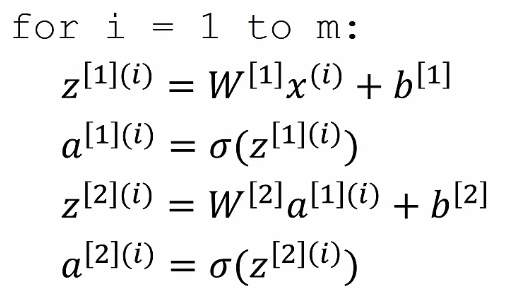 for i = 1 to m:
z^{[1](i)} = W^{[1]}x^{(i)} + b^{[1]}
a^{[1](i)} = σ(z^{[1](i)})
z^{[2](i)} = W^{[2]}a^{[1](i)} + b^{[2]}
a^{[2](i)} = σ(z^{[2](i)})